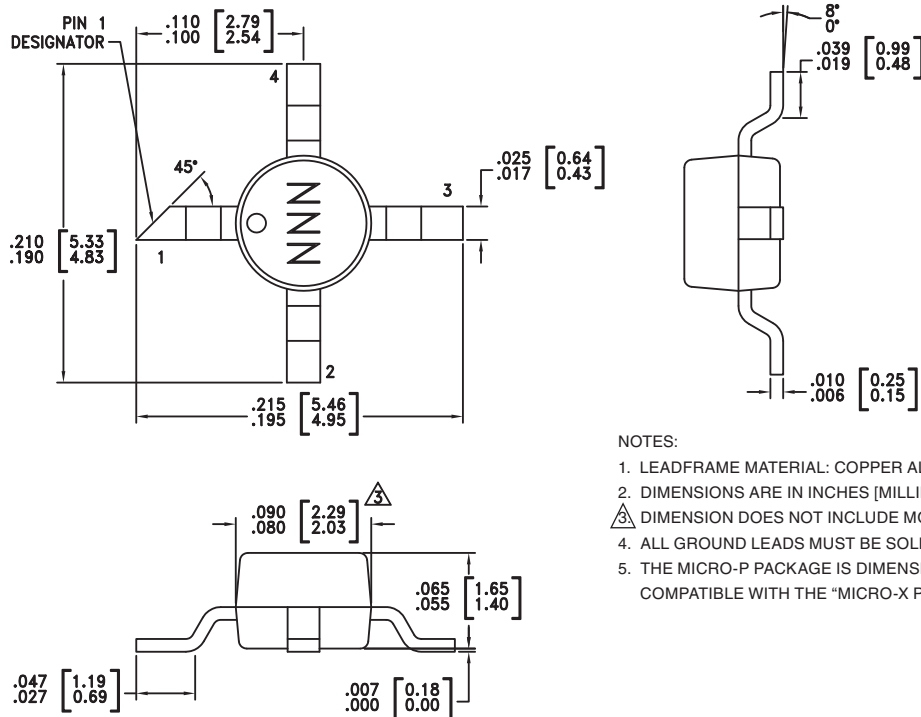 PIN 1
DESIGNATOR
.110 [2.79]
.100 [2.54]
4
45°
3
.025 [0.64]
.017 [0.43]
NNN
.210 [5.33]
.190 [4.83]
1
2
.215 [5.46]
.195 [4.95]
8°
0°
.039 [0.99]
.019 [0.48]
.010 [0.25]
.006 [0.15]
.090 [2.29]
.080 [2.03]
3
.065 [1.65]
.055 [1.40]
.047 [1.19]
.027 [0.69]
.007 [0.18]
.000 [0.00]
NOTES:
1. LEADFRAME MATERIAL: COPPER
2. DIMENSIONS ARE IN INCHES
3. DIMENSION DOES NOT INCLUDE
4. ALL GROUND LEADS MUST BE
5. THE MICRO-P PACKAGE IS
COMPATIBLE WITH THE “MICRO-X